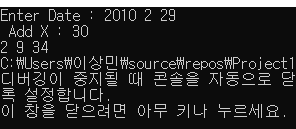 Enter Date : 2010 2 29
Add X : 30
2 9 34
C:\Users\이상민\source\repos\Project1
디버깅이 중지될 때 콘솔을 자동으로 닫
록 설정합니다.
이 창을 닫으려면 아무 키나 누르세요.